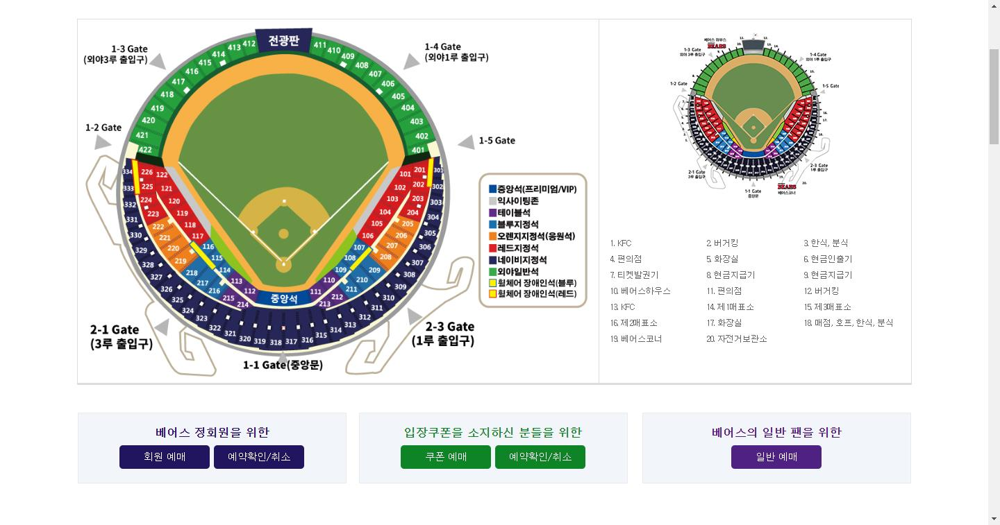 전광판
1-3 Gate
(외야3루 출입구)
1-4 Gate
(외야1루 출입구)
1-2 Gate
1-5 Gate
2-1 Gate
(3루 출입구)
2-3 Gate
(1루 출입구)
1-1 Gate(중앙문)
중앙석
422 421 420 419 418 417 416 415 414 413 412
411 410 409 408 407 406 405 404 403 402 401
226 225 224 223 222 221 220 219 218 217 216 215 214
122 121 120 119 118 117 116 115 114 113 112
101 102 103 104 105 106 107 108 109 110 111
201 202 203 204 205 206 207 208 209 210 211 212 213
334 333 332 331 330 329 328 327 326 325 324 323 322 321 320 319 318 317 316 315 314 313 312 311 310 309 308 307 306 305 304 303 302 301
중앙석(프리미엄/VIP)
익사이팅존
테이블석
블루지정석
오렌지지정석(응원석)
레드지정석
네이비지정석
외야일반석
휠체어 장애인석(블루)
휠체어 장애인석(레드)
베어스 하우스
BEARS
1-3 Gate
외야 3루 출입구
1-4 Gate
외야 1루 출입구
1-2 Gate
1-5 Gate
2-1 Gate
3루 출입구
2-3 Gate
1루 출입구
1-1 Gate
중앙문
BEARS
베어스코너
1. KFC 2. 버거킹 3. 한식, 분식
4. 편의점 5. 화장실 6. 현금인출기
7. 티켓발권기 8. 현금지급기 9. 현금지급기
10. 베어스하우스 11. 편의점 12. 버거킹
13. KFC 14. 제1매표소 15. 제3매표소
16. 제2매표소 17. 화장실 18. 매점, 호프, 한식, 분식
19. 베어스코너 20. 자전거보관소
베어스 정회원을 위한
회원 예매 예약확인/취소
입장쿠폰을 소지하신 분들을 위한
쿠폰 예매 예약확인/취소
베어스의 일반 팬을 위한
일반 예매